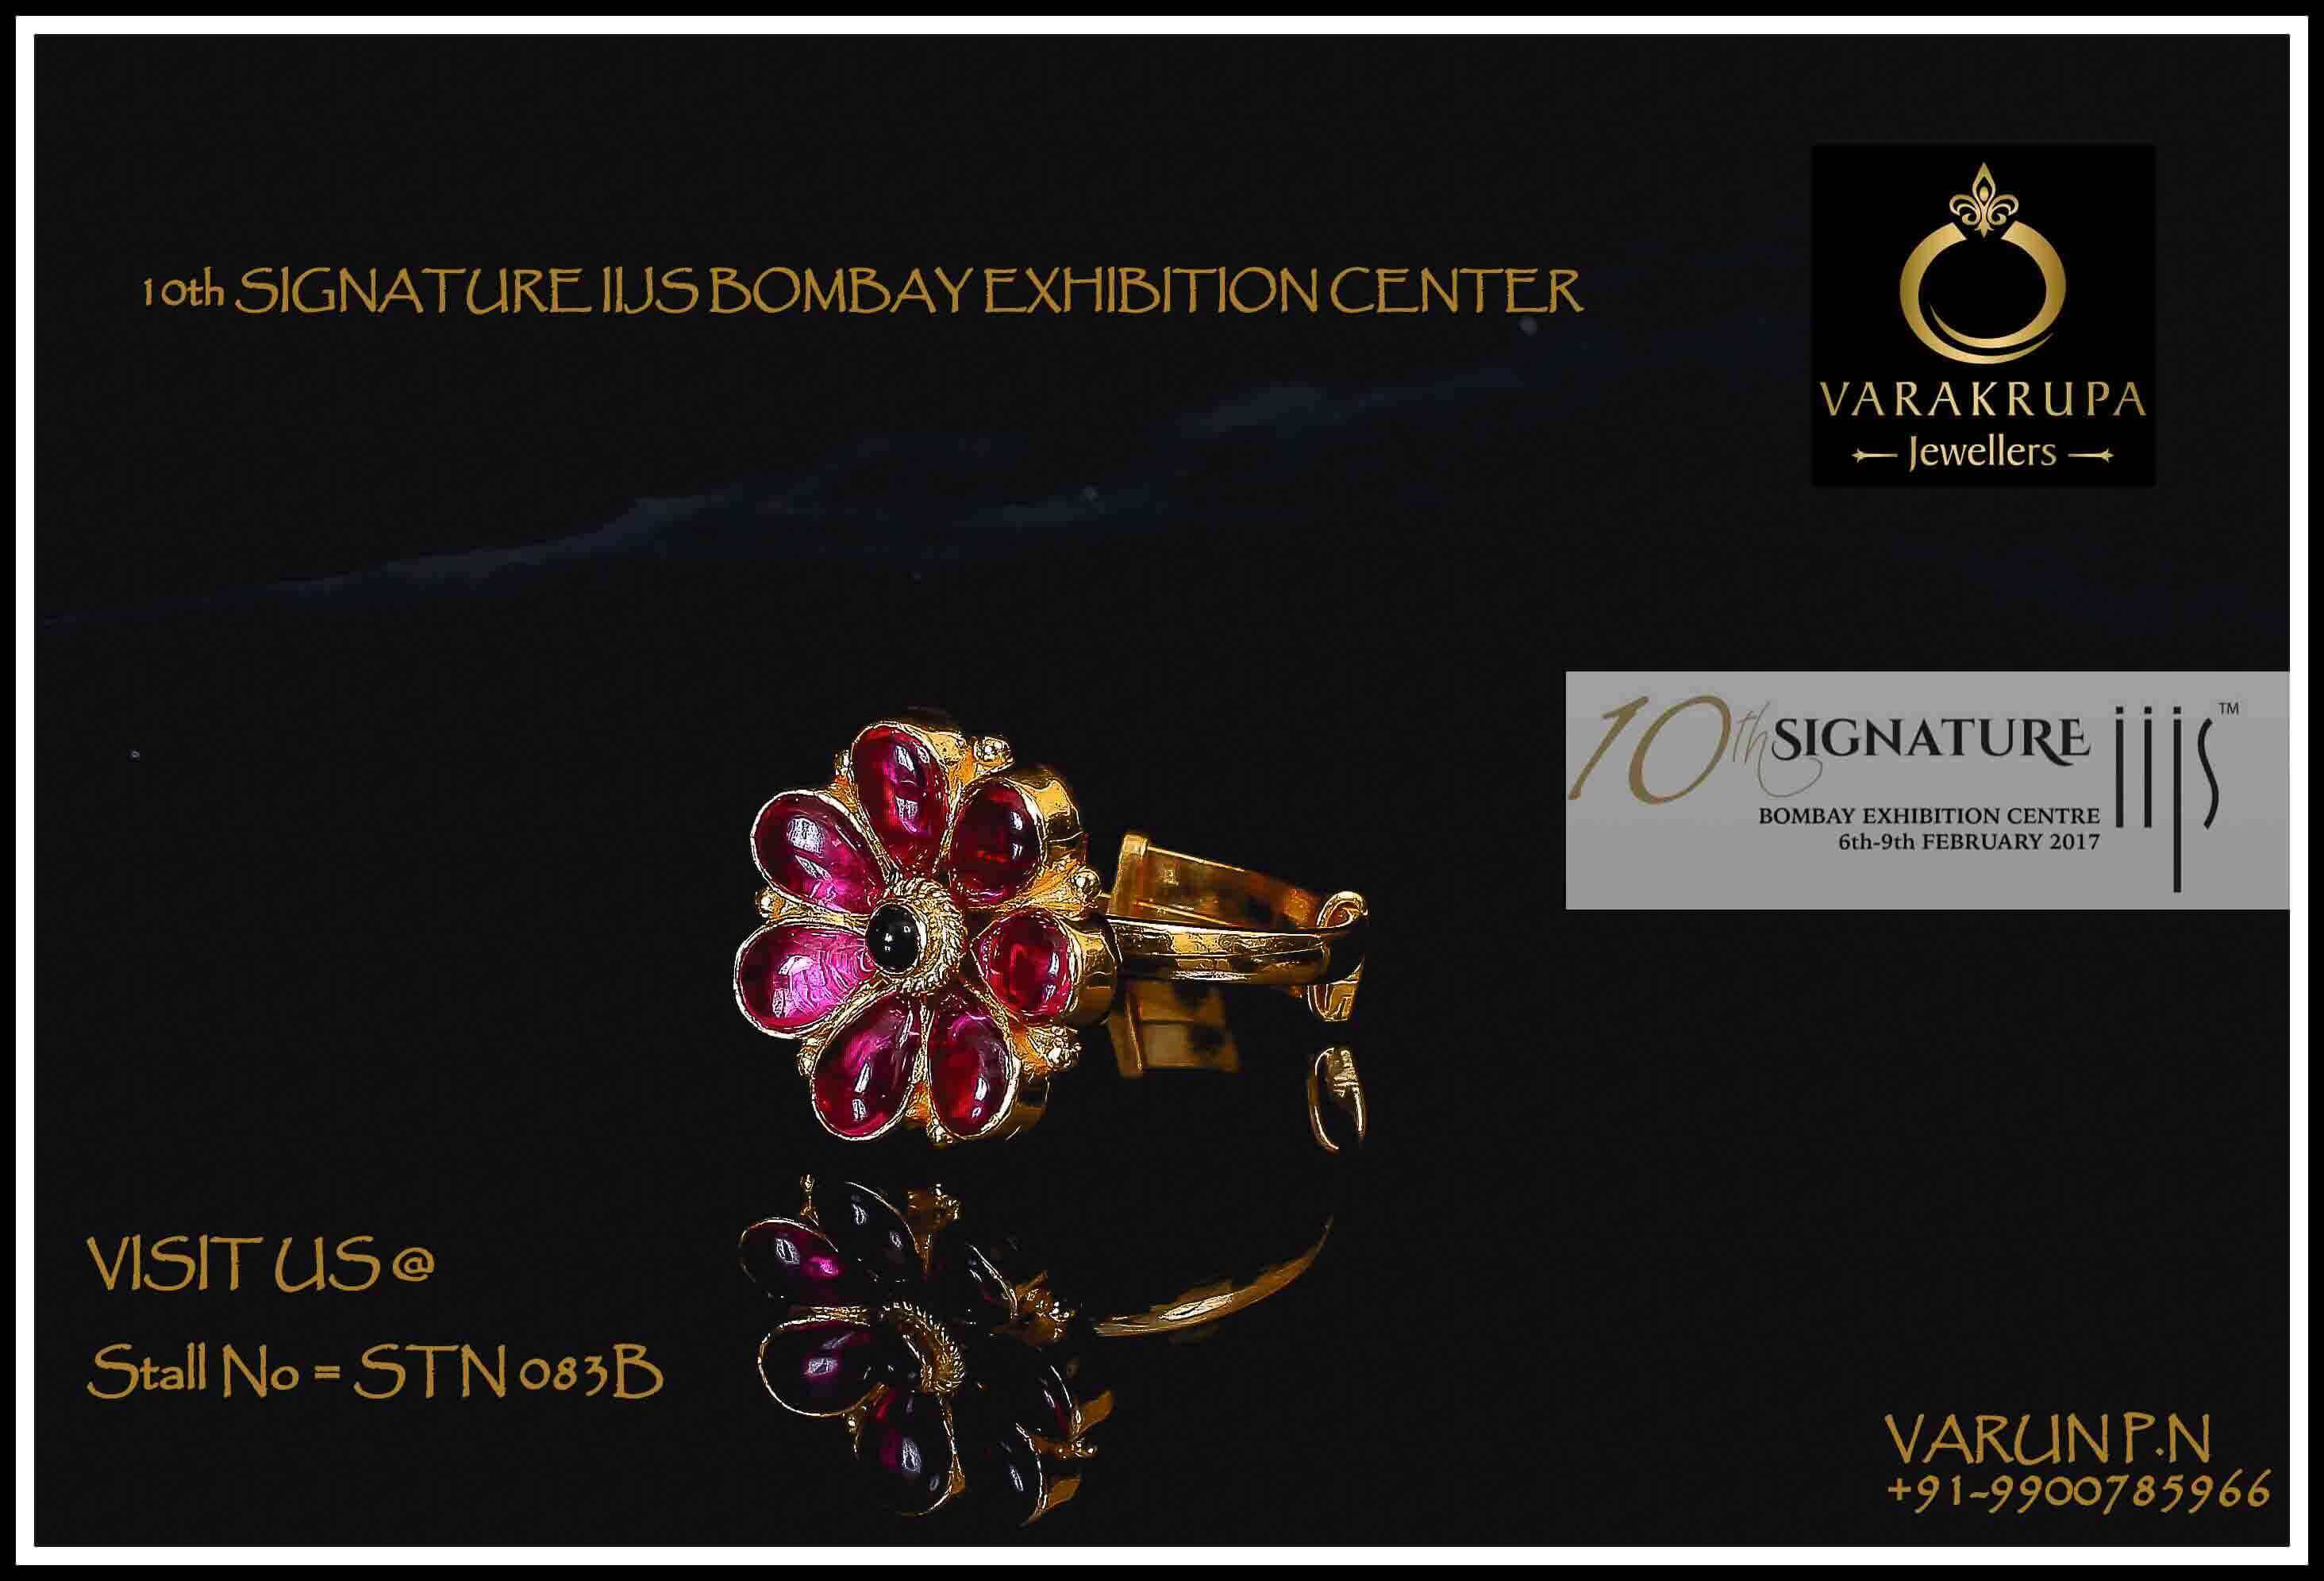 10th SIGNATURE IIJS BOMBAY EXHIBITION CENTER
VARAKRUPA
Jewellers
10th SIGNATURE iijs™
BOMBAY EXHIBITION CENTRE
6th-9th FEBRUARY 2017
VISIT US @
Stall No = STN 083B
VARUN P.N
+91-9900785966